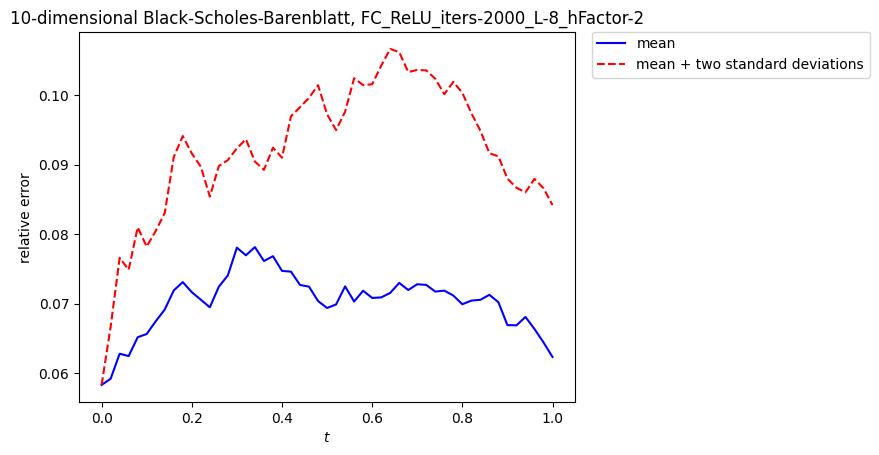 10-dimensional Black-Scholes-Barenblatt, FC_ReLU_iters-2000_L-8_hFactor-2
mean
mean + two standard deviations
relative error
0.10
0.09
0.08
0.07
0.06
0.0 0.2 0.4 0.6 0.8 1.0
t